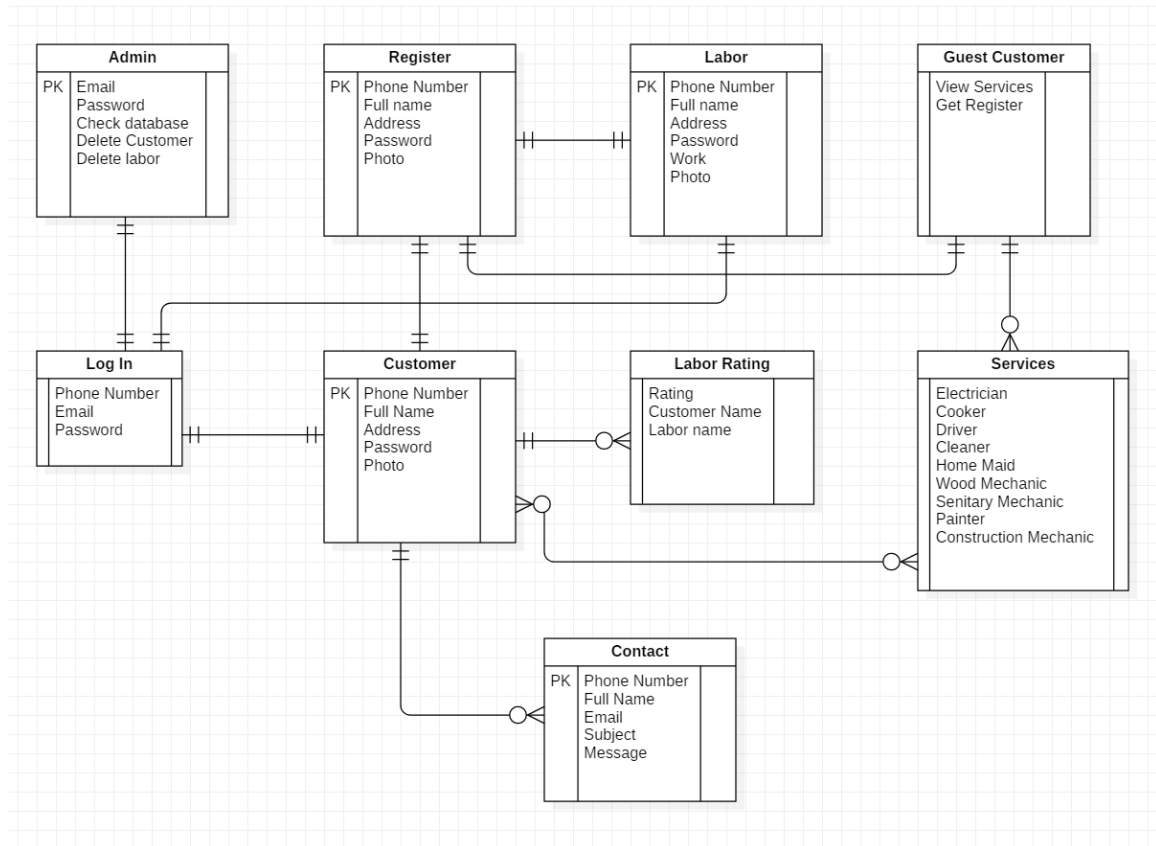 Admin
PK Email
Password
Check database
Delete Customer
Delete labor
Register
PK Phone Number
Full name
Address
Password
Photo
Labor
PK Phone Number
Full name
Address
Password
Work
Photo
Guest Customer
View Services
Get Register
Log In
Phone Number
Email
Password
Customer
PK Phone Number
Full Name
Address
Password
Photo
Labor Rating
Rating
Customer Name
Labor name
Services
Electrician
Cooker
Driver
Cleaner
Home Maid
Wood Mechanic
Senitary Mechanic
Painter
Construction Mechanic
Contact
PK Phone Number
Full Name
Email
Subject
Message